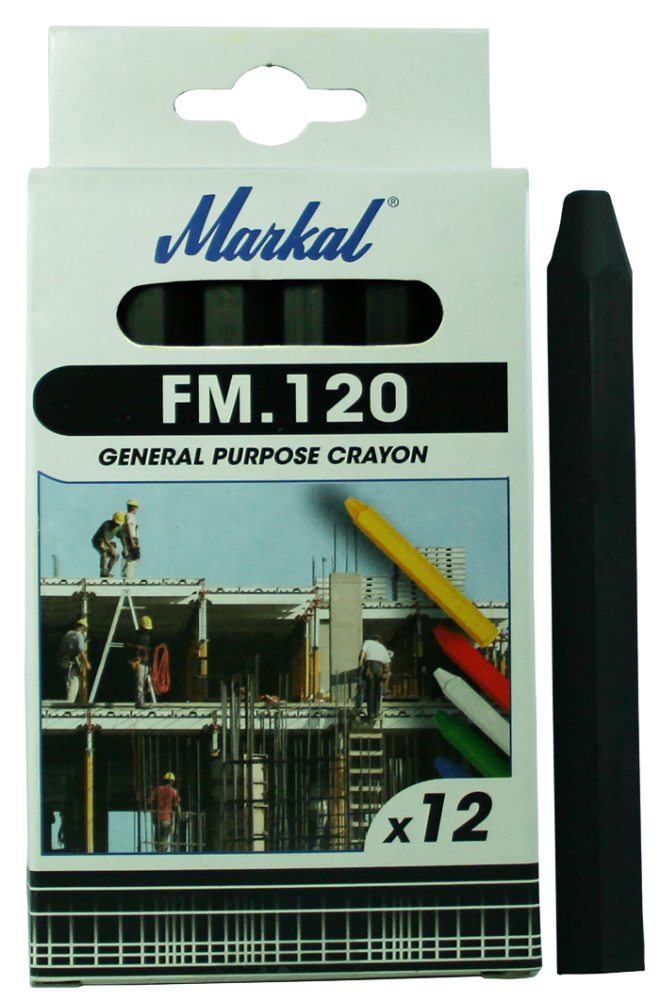 Markal®
FM.120
GENERAL PURPOSE CRAYON
x12